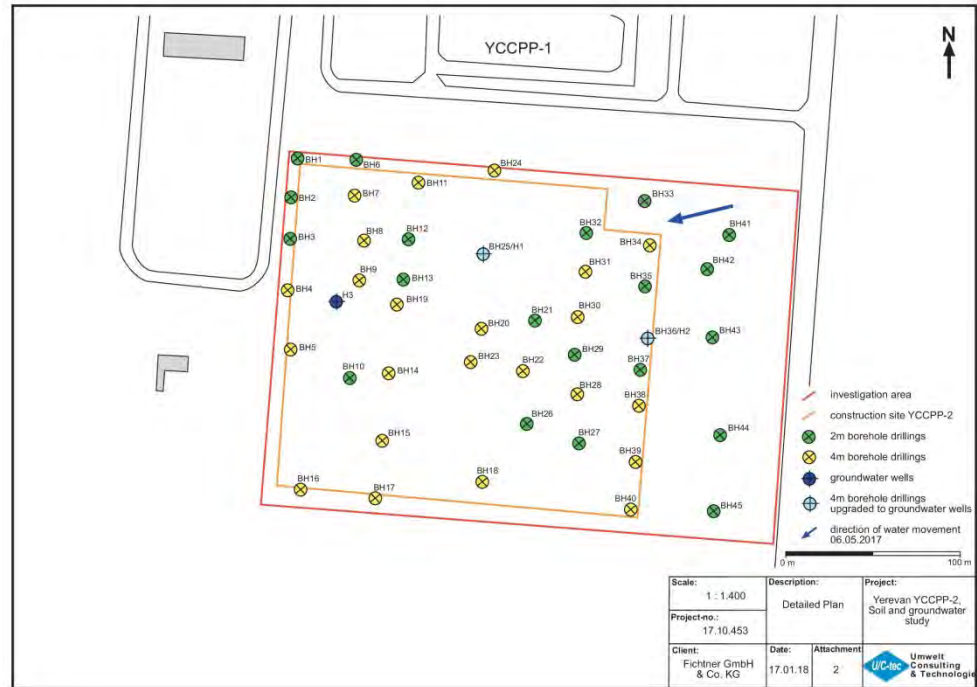 YCCPP-1
N
BH1
BH6
BH24
BH11
BH2
BH7
BH33
BH3
BH8
BH12
BH32
BH41
BH34
BH25/H1
BH42
BH9
BH13
BH31
BH35
BH4
H3
BH19
BH21
BH30
BH20
BH36/H2
BH43
BH5
BH29
BH23
BH22
BH37
BH10
BH14
BH28
BH38
BH26
BH15
BH27
BH44
BH39
BH18
BH16
BH17
BH40
BH45
investigation area
construction site YCCPP-2
2m borehole drillings
4m borehole drillings
groundwater wells
4m borehole drillings
upgraded to groundwater wells
direction of water movement
06.05.2017
0 m 100 m
Scale:
1 : 1.400
Description:
Detailed Plan
Project:
Yerevan YCCPP-2,
Soil and groundwater
study
Project-no.:
17.10.453
Client:
Fichtner GmbH
& Co. KG
Date:
17.01.18
Attachment
2
U/C-tec
Umwelt
Consulting
& Technologie